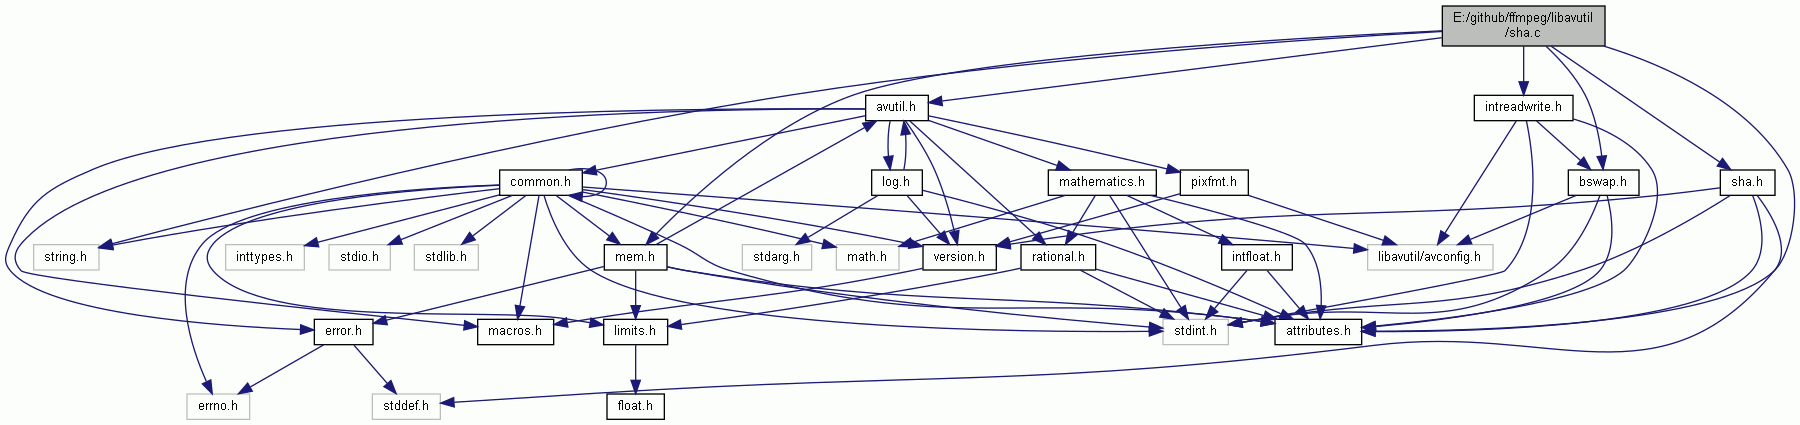 E:/github/ffmpeg/libavutil
/sha.c
avutil.h
intreadwrite.h
common.h
log.h
mathematics.h
pixfmt.h
bswap.h
sha.h
string.h
inttypes.h
stdio.h
stdlib.h
mem.h
stdarg.h
math.h
version.h
rational.h
intfloat.h
libavutil/avconfig.h
error.h
macros.h
limits.h
stdint.h
attributes.h
errno.h
stddef.h
float.h